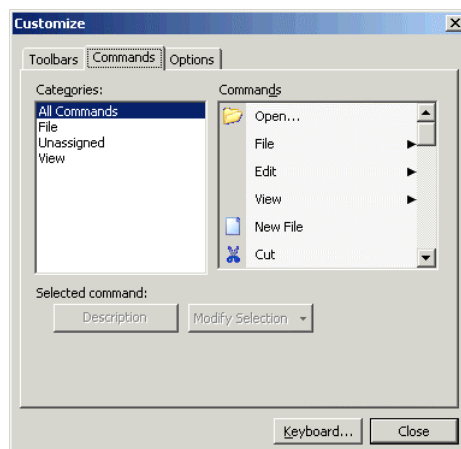 Customize
Toolbars Commands Options
Categories: Commands
All Commands
File
Unassigned
View
Open...
File
Edit
View
New File
Cut
Selected command:
Description Modify Selection
Keyboard... Close